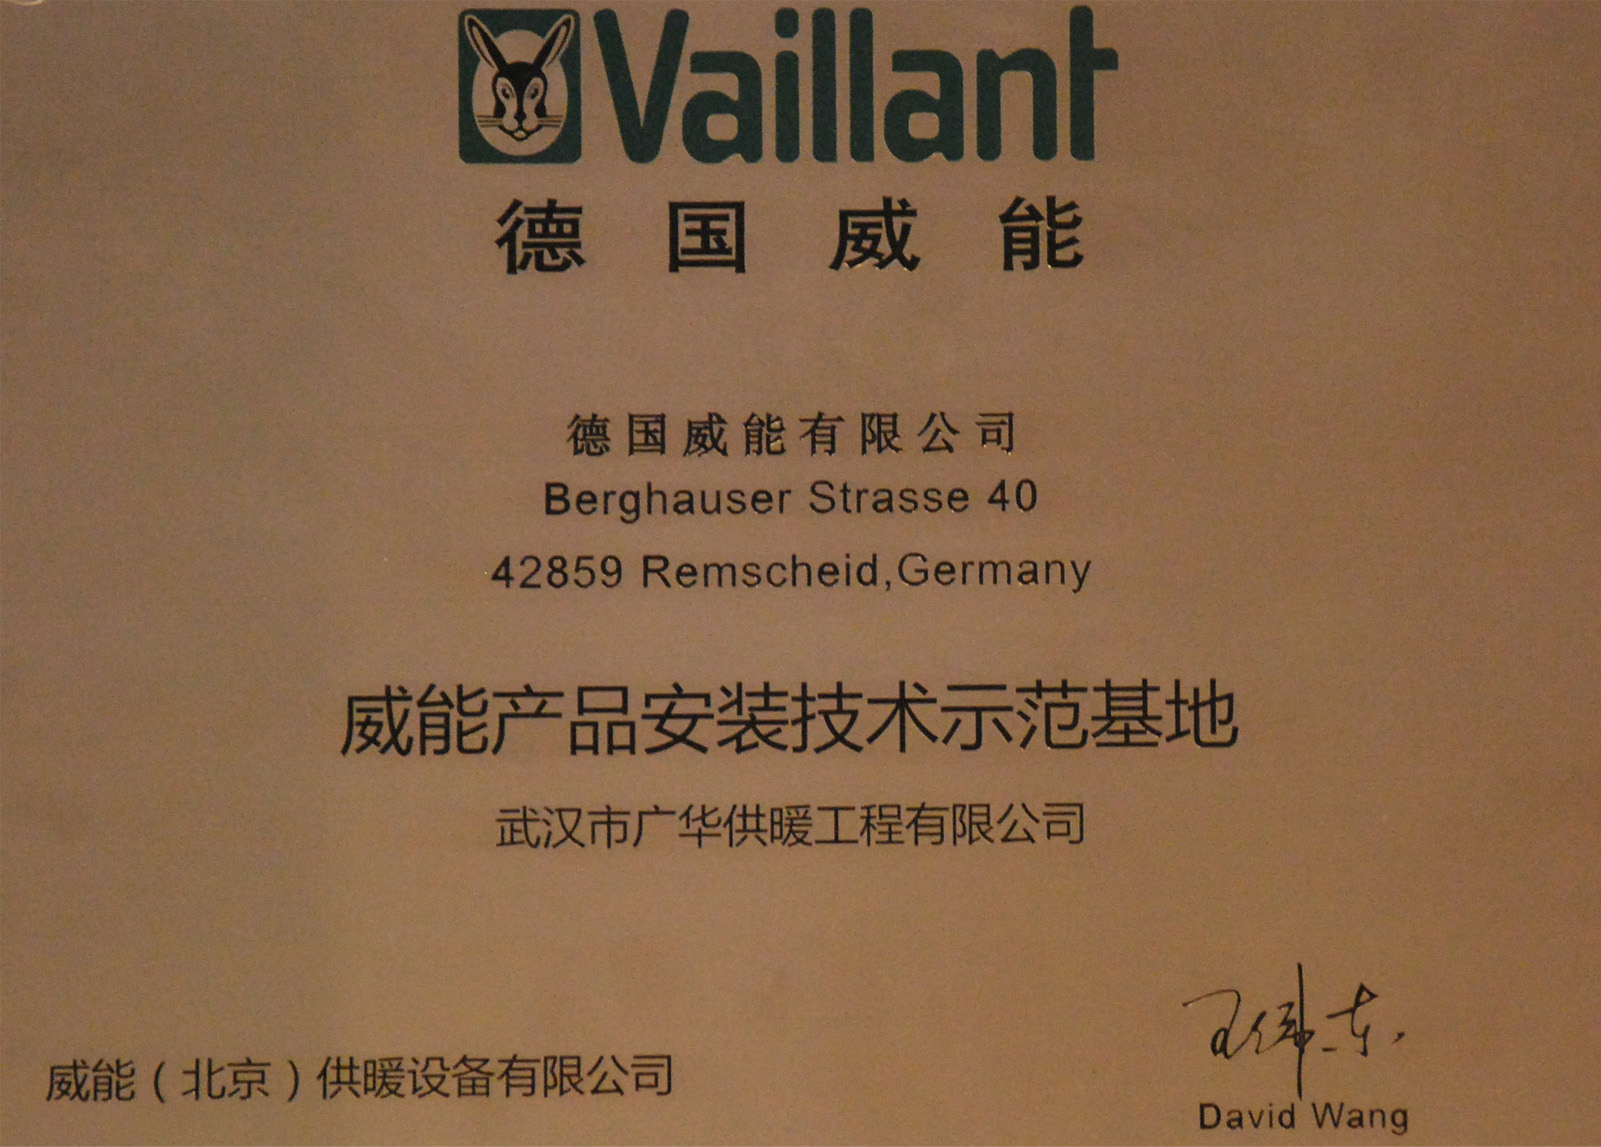 Vaillant
德国威能
德国威能有限公司
Berghauser Strasse 40
42859 Remscheid,Germany
威能产品安装技术示范基地
武汉市广华供暖工程有限公司
王伟东
威能（北京）供暖设备有限公司
David Wang